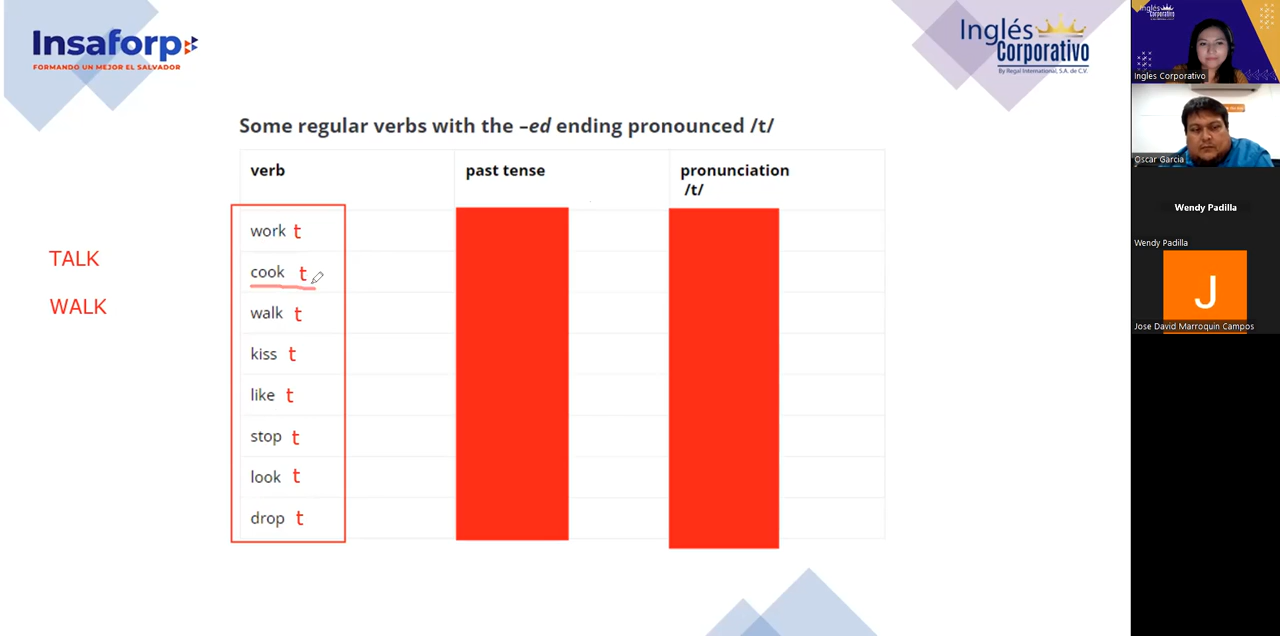 Insaforp
FORMANDO UN MEJOR EL SALVADOR
Inglés
Corporativo
By Regal International, S.A. de C.V.
Some regular verbs with the –ed ending pronounced /t/
verb past tense pronunciation
/t/
TALK
WALK
work t
cook t
walk t
kiss t
like t
stop t
look t
drop t
Inglés
Corporativo
Ingles Corporativo
Oscar Garcia
Wendy Padilla
Wendy Padilla
J
Jose David Marroquin Campos